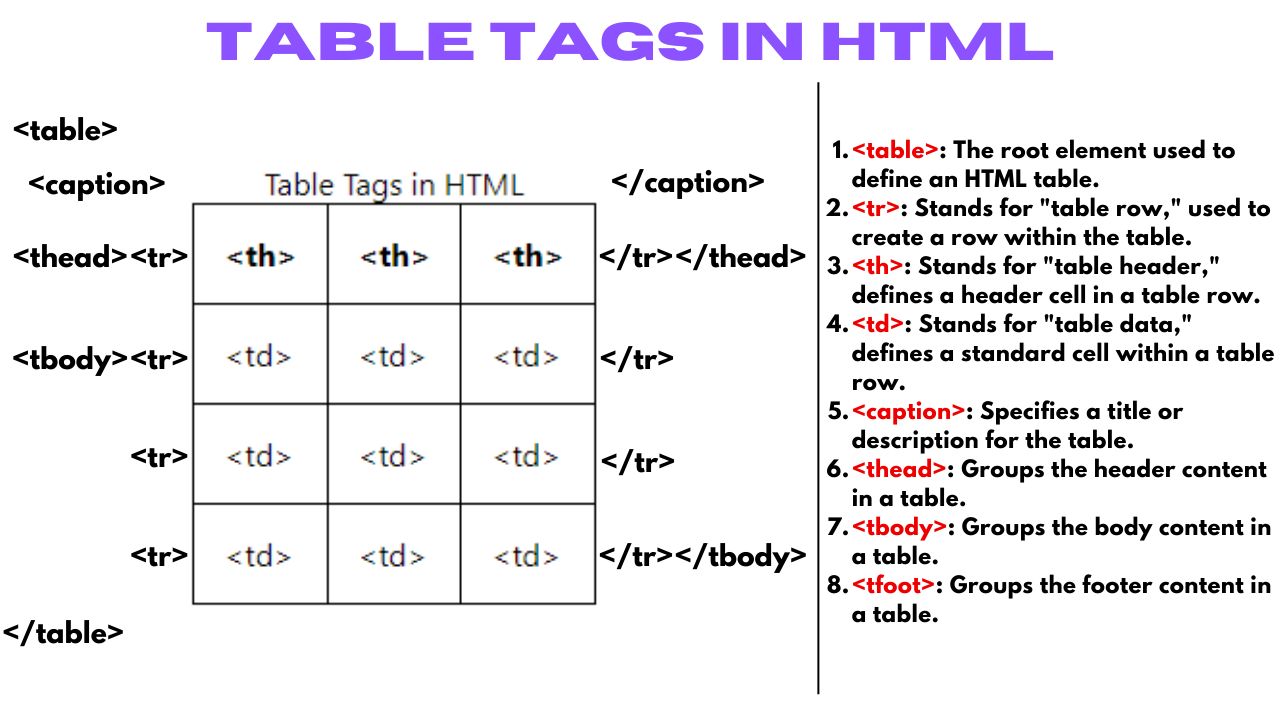 TABLE TAGS IN HTML
<table>
<caption> Table Tags in HTML </caption>
<thead><tr> <th> <th> <th> </tr></thead>
<tbody><tr> <td> <td> <td> </tr>
<tr> <td> <td> <td> </tr>
<tr> <td> <td> <td> </tr></tbody>
</table>
1. <table>: The root element used to
define an HTML table.
2. <tr>: Stands for "table row," used to
create a row within the table.
3. <th>: Stands for "table header,"
defines a header cell in a table row.
4. <td>: Stands for "table data,"
defines a standard cell within a table
row.
5. <caption>: Specifies a title or
description for the table.
6. <thead>: Groups the header content
in a table.
7. <tbody>: Groups the body content in
a table.
8. <tfoot>: Groups the footer content in
a table.